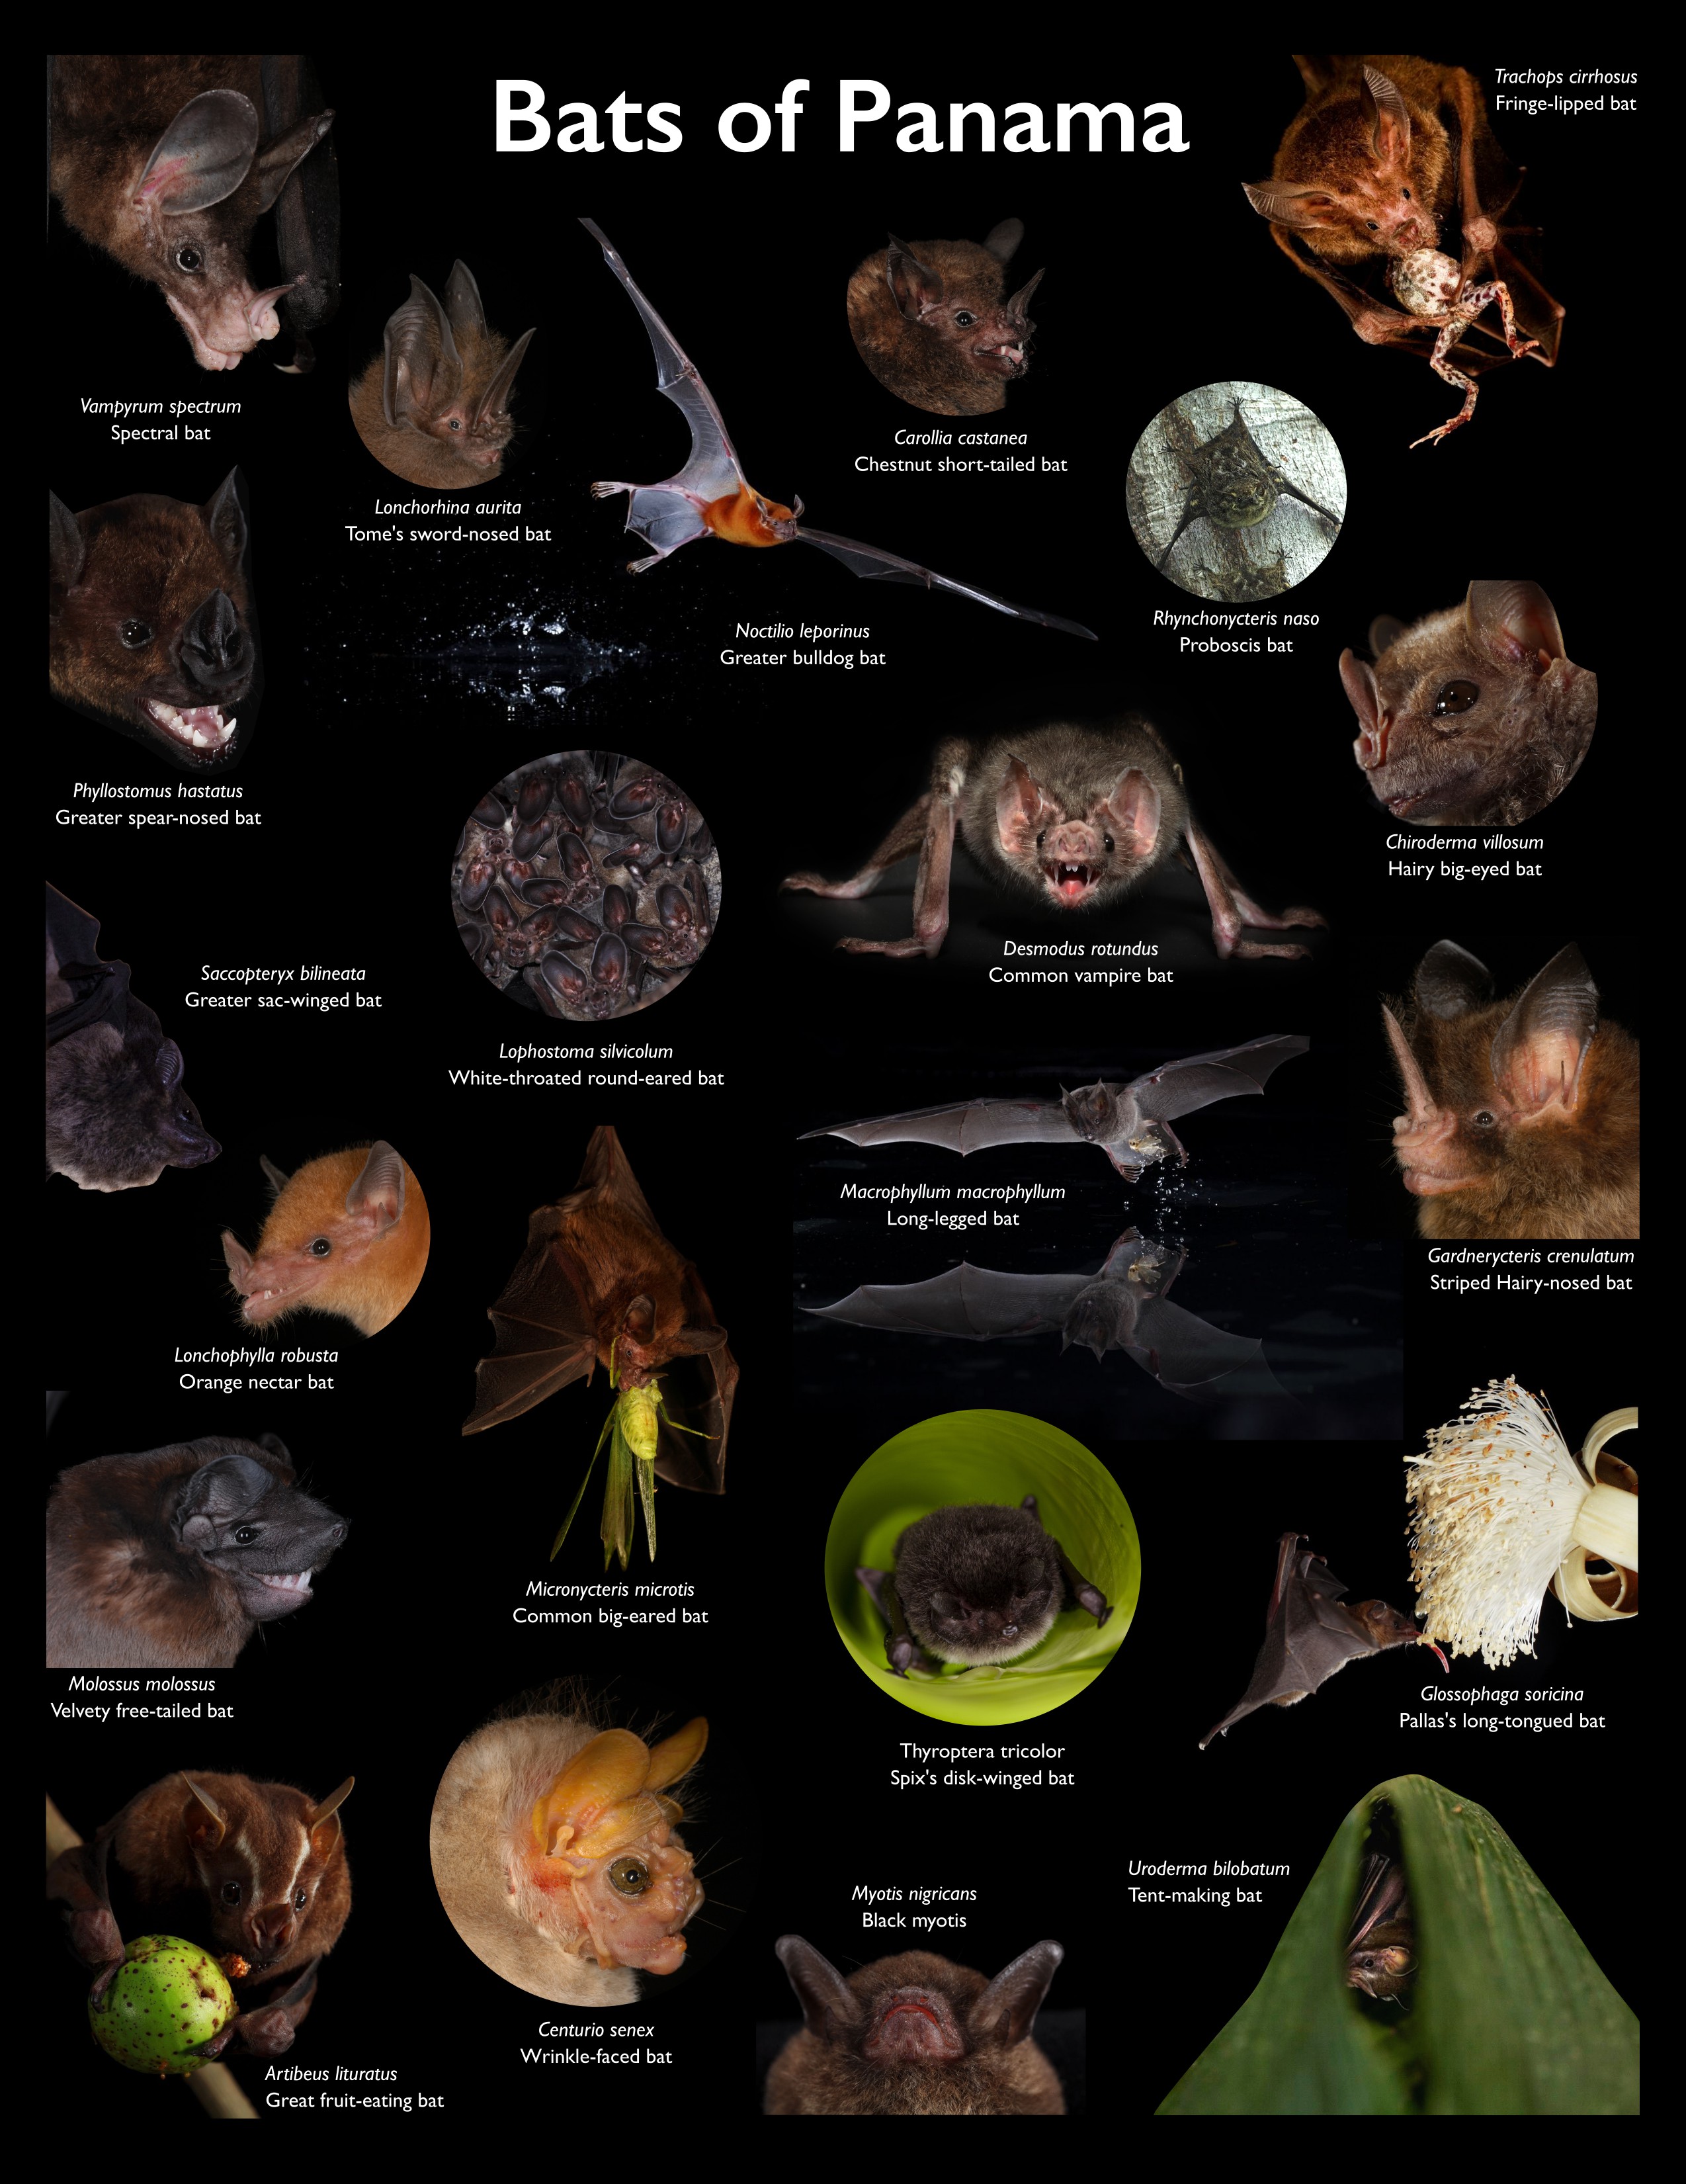 Bats of Panama
Trachops cirrhosus
Fringe-lipped bat
Vampyrum spectrum
Spectral bat
Lonchorhina aurita
Tome's sword-nosed bat
Carollia castanea
Chestnut short-tailed bat
Noctilio leporinus
Greater bulldog bat
Rhynchonycteris naso
Proboscis bat
Phyllostomus hastatus
Greater spear-nosed bat
Chiroderma villosum
Hairy big-eyed bat
Saccopteryx bilineata
Greater sac-winged bat
Desmodus rotundus
Common vampire bat
Lophostoma silvicolum
White-throated round-eared bat
Macrophyllum macrophyllum
Long-legged bat
Gardnerycteris crenulatum
Striped Hairy-nosed bat
Lonchophylla robusta
Orange nectar bat
Micronycteris microtis
Common big-eared bat
Molossus molossus
Velvety free-tailed bat
Glossophaga soricina
Pallas's long-tongued bat
Thyroptera tricolor
Spix's disk-winged bat
Uroderma bilobatum
Tent-making bat
Myotis nigricans
Black myotis
Centurio senex
Wrinkle-faced bat
Artibeus lituratus
Great fruit-eating bat